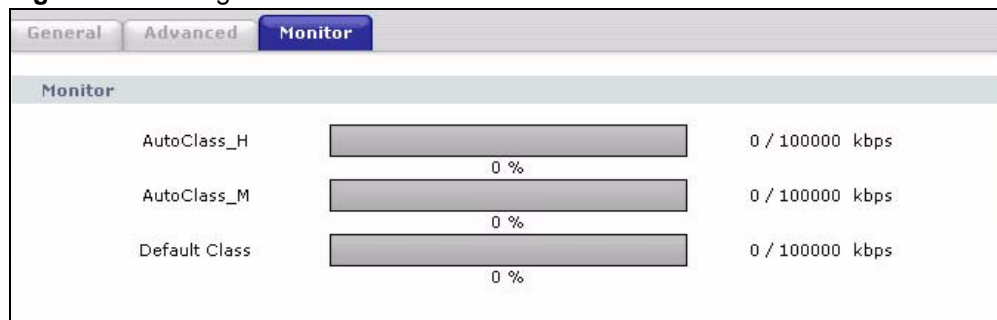 General Advanced Monitor
Monitor
AutoClass_H 0 / 100000 kbps
0 %
AutoClass_M 0 / 100000 kbps
0 %
Default Class 0 / 100000 kbps
0 %